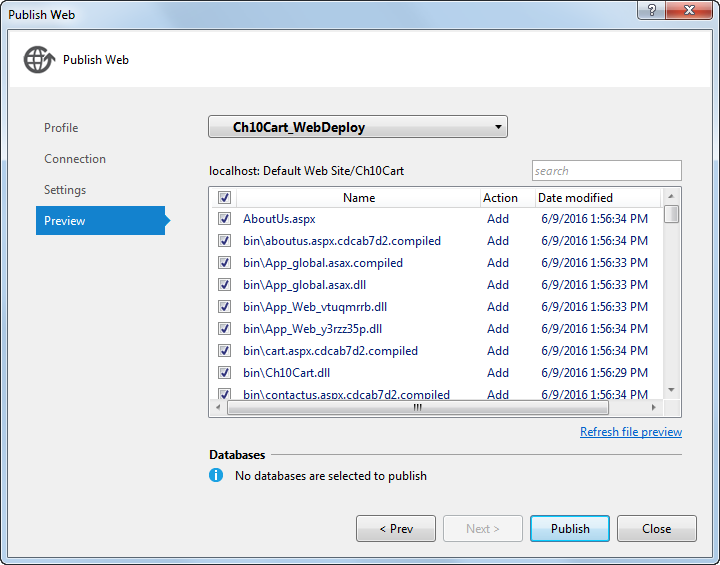 Publish Web
?
Publish Web
Profile
Connection
Settings
Preview
Ch10Cart_WebDeploy
localhost: Default Web Site/Ch10Cart
search
Name Action Date modified
AboutUs.aspx Add 6/9/2016 1:56:34 PM
bin\aboutus.aspx.cdcab7d2.compiled Add 6/9/2016 1:56:34 PM
bin\App_global.asax.compiled Add 6/9/2016 1:56:33 PM
bin\App_global.asax.dll Add 6/9/2016 1:56:33 PM
bin\App_Web_vtuqmrrb.dll Add 6/9/2016 1:56:33 PM
bin\App_Web_y3rzz35p.dll Add 6/9/2016 1:56:34 PM
bin\cart.aspx.cdcab7d2.compiled Add 6/9/2016 1:56:34 PM
bin\Ch10Cart.dll Add 6/9/2016 1:56:29 PM
bin\contactus.aspx.cdcab7d2.compiled Add 6/9/2016 1:56:34 PM
Refresh file preview
Databases
No databases are selected to publish
< Prev
Next >
Publish
Close